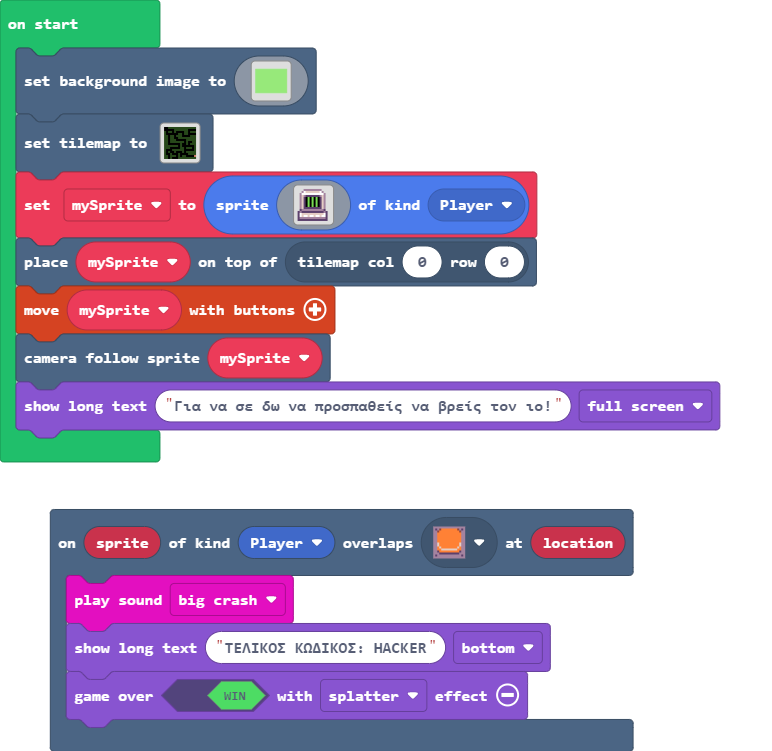 on start
set background image to
set tilemap to
set mySprite to sprite of kind Player
place mySprite on top of tilemap col 0 row 0
move mySprite with buttons
camera follow sprite mySprite
show long text "Για να σε δω να προσπαθείς να βρείς τον ιο!" full screen
on sprite of kind Player overlaps at location
play sound big crash
show long text "ΤΕΛΙΚΟΣ ΚΩΔΙΚΟΣ: HACKER" bottom
game over WIN with splatter effect